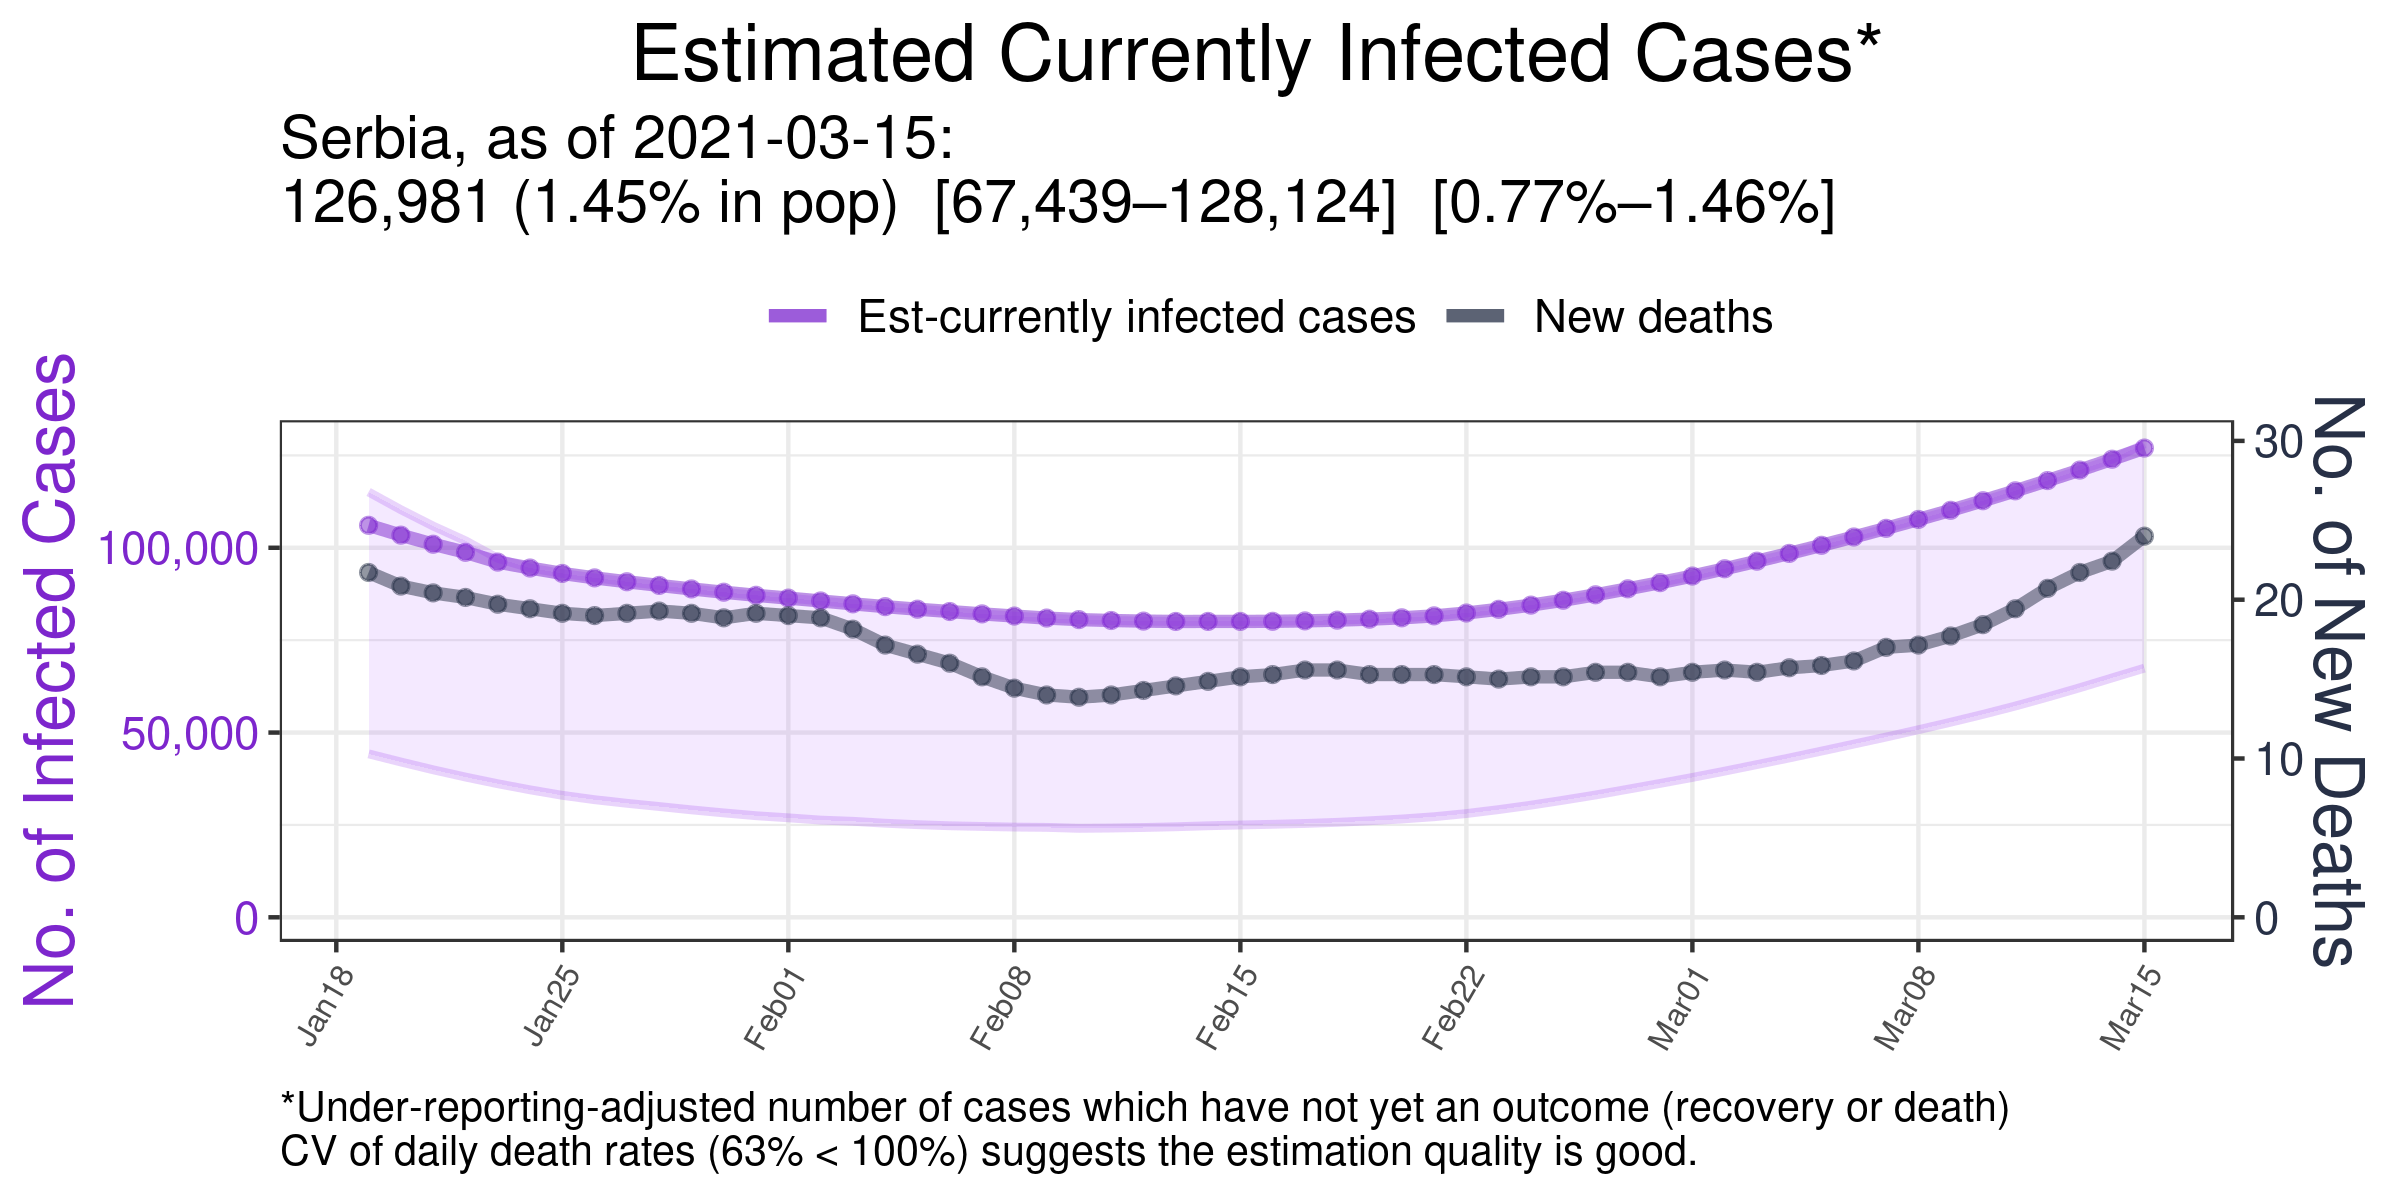 Estimated Currently Infected Cases*
Serbia, as of 2021-03-15:
126,981 (1.45% in pop)  [67,439–128,124]  [0.77%–1.46%]
Est-currently infected cases
New deaths
No. of Infected Cases
100,000
50,000
0
30
20
10
0
No. of New Deaths
Jan18
Jan25
Feb01
Feb08
Feb15
Feb22
Mar01
Mar08
Mar15
*Under-reporting-adjusted number of cases which have not yet an outcome (recovery or death)
CV of daily death rates (63% < 100%) suggests the estimation quality is good.